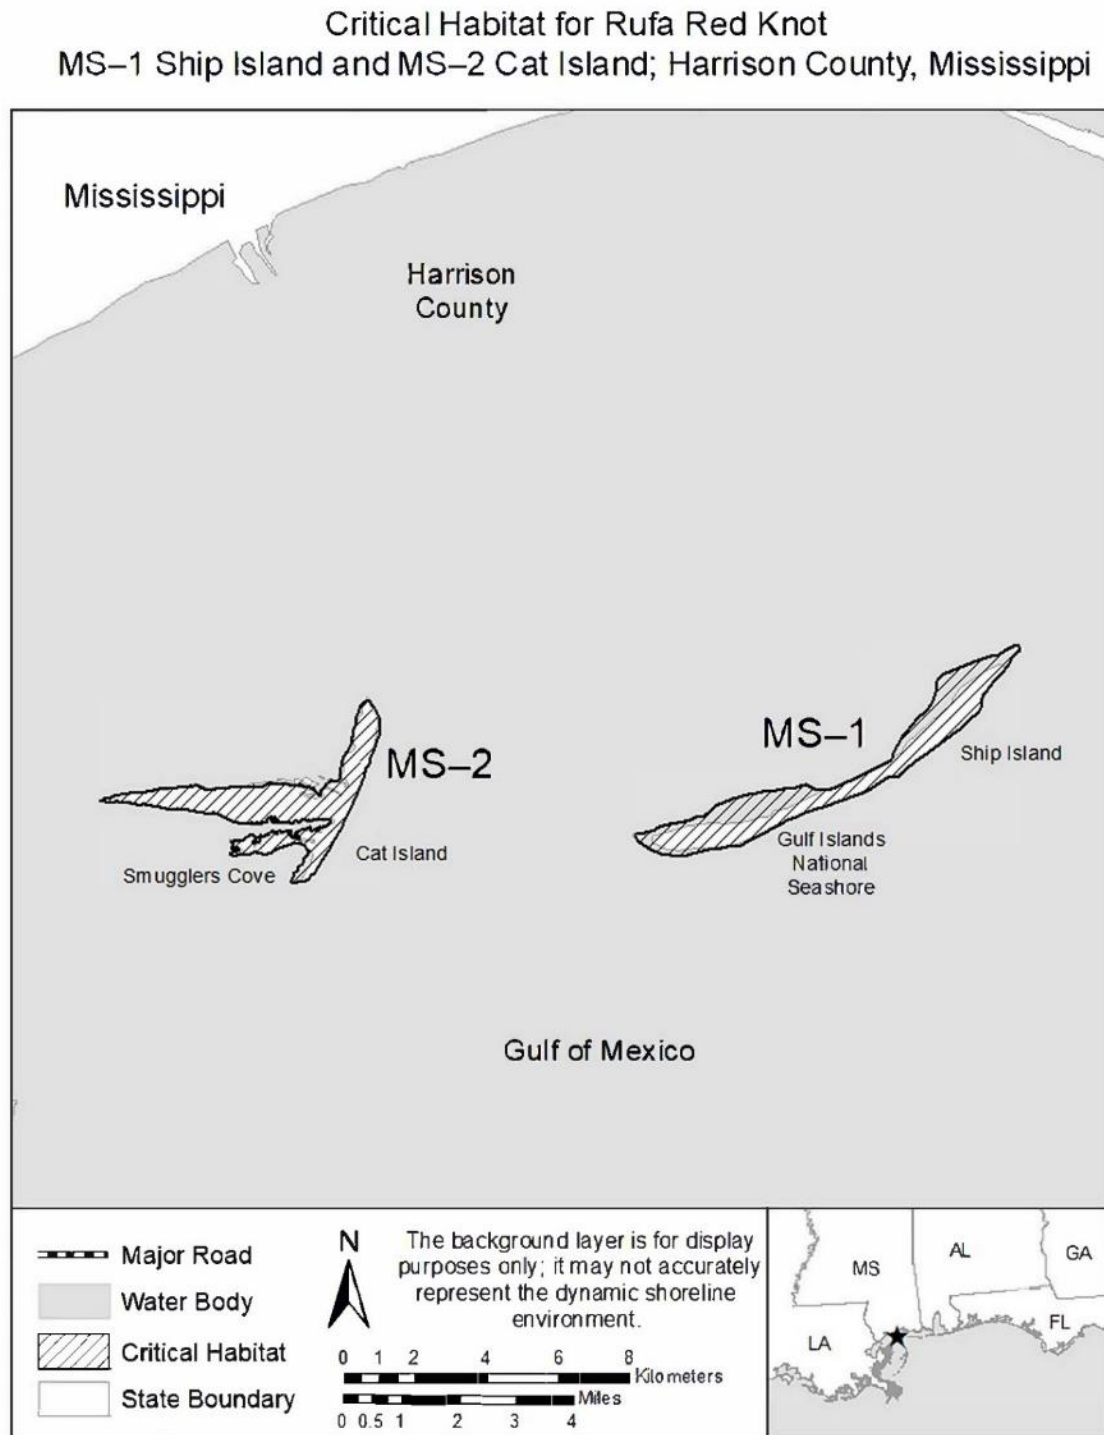 Critical Habitat for Rufa Red Knot
MS–1 Ship Island and MS–2 Cat Island; Harrison County, Mississippi
Mississippi
Harrison
County
MS–1
Ship Island
MS–2
Gulf Islands
National
Seashore
Cat Island
Smugglers Cove
Gulf of Mexico
Major Road
Water Body
Critical Habitat
State Boundary
N
The background layer is for display
purposes only; it may not accurately
represent the dynamic shoreline
environment.
0 1 2 4 6 8
Kilometers
Miles
0 0.5 1 2 3 4
MS
AL
GA
LA
FL